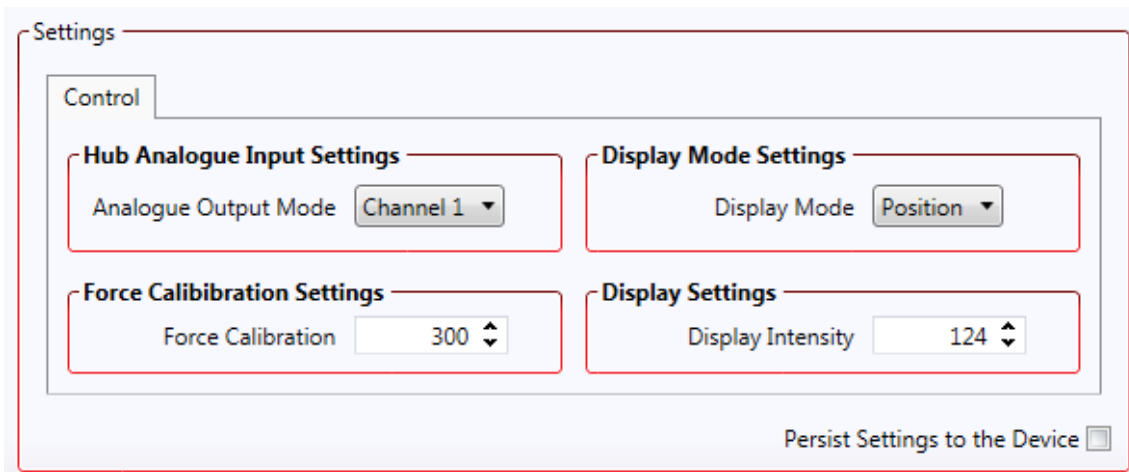 Settings
Control
Hub Analogue Input Settings
Analogue Output Mode Channel 1
Display Mode Settings
Display Mode Position
Force Calibibration Settings
Force Calibration 300
Display Settings
Display Intensity 124
Persist Settings to the Device